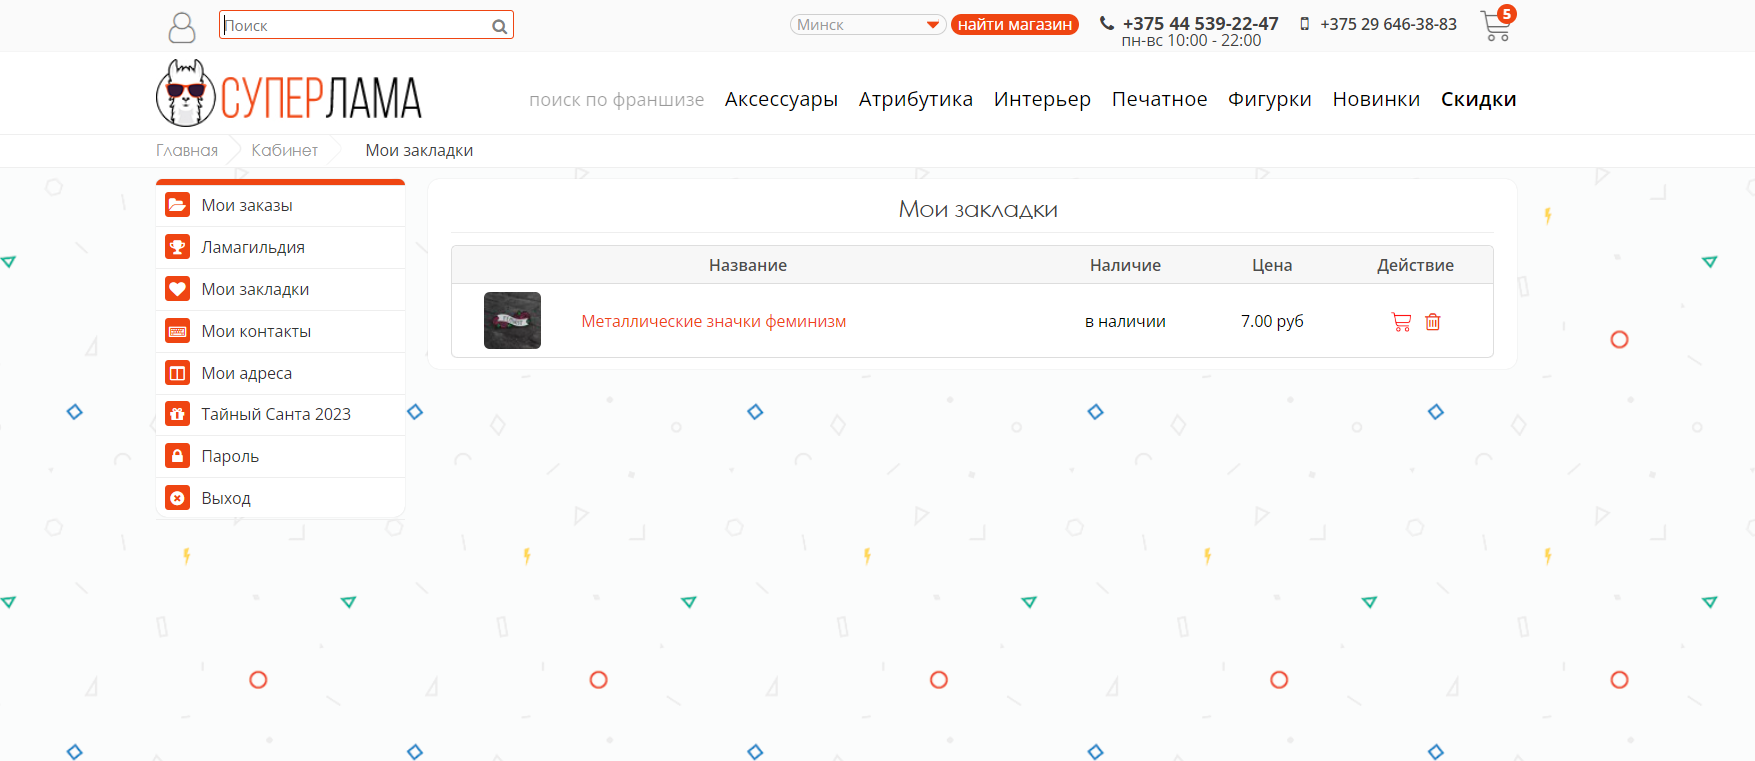 Поиск
Минск
найти магазин
+375 44 539-22-47
пн-вс 10:00 - 22:00
+375 29 646-38-83
5
СУПЕРЛАМА
поиск по франшизе Аксессуары Атрибутика Интерьер Печатное Фигурки Новинки Скидки
Главная Кабинет Мои закладки
Мои заказы
Ламагильдия
Мои закладки
Мои контакты
Мои адреса
Тайный Санта 2023
Пароль
Выход
Мои закладки
Название Наличие Цена Действие
Металлические значки феминизм в наличии 7.00 руб